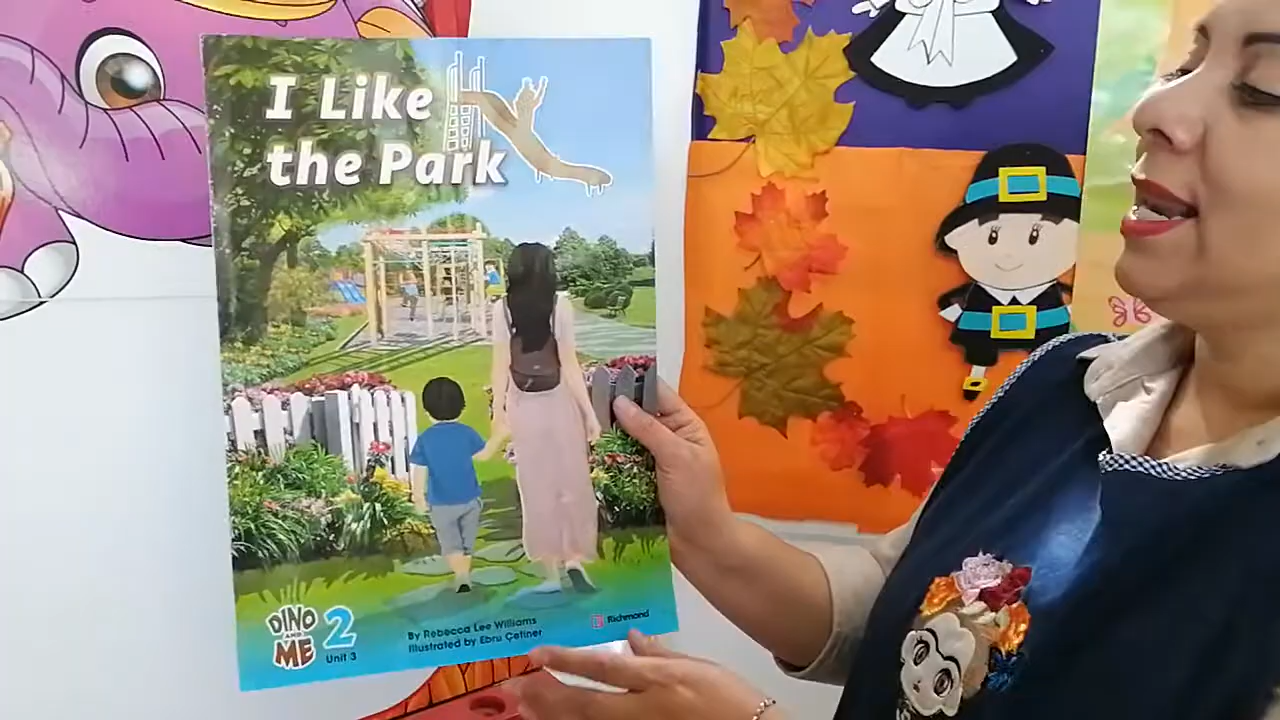 I Like
the Park
DINO
AND
ME
2
Unit 3
By Rebecca Lee Williams
Illustrated by Ebru Çetiner
Richmond